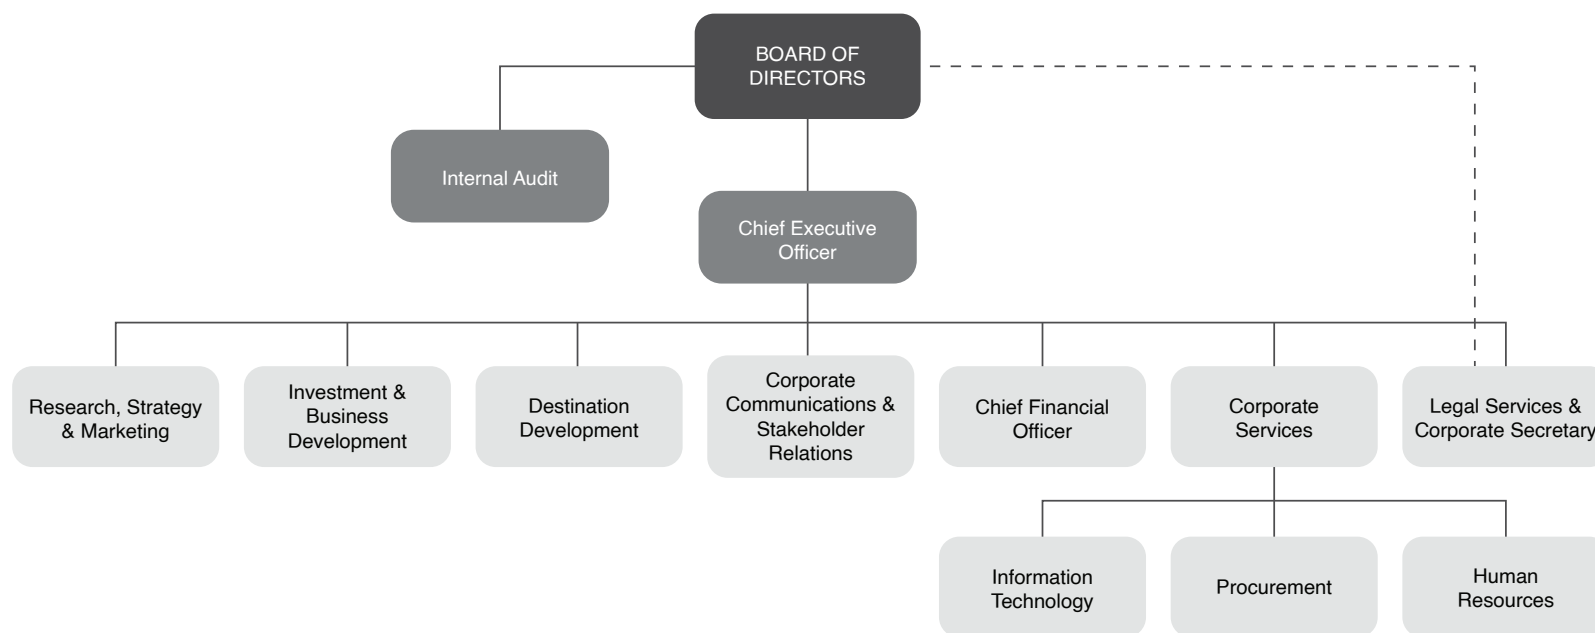 BOARD OF
DIRECTORS
Internal Audit
Chief Executive
Officer
Research, Strategy
& Marketing
Investment &
Business
Development
Destination
Development
Corporate
Communications &
Stakeholder
Relations
Chief Financial
Officer
Corporate
Services
Legal Services &
Corporate Secretary
Information
Technology
Procurement
Human
Resources